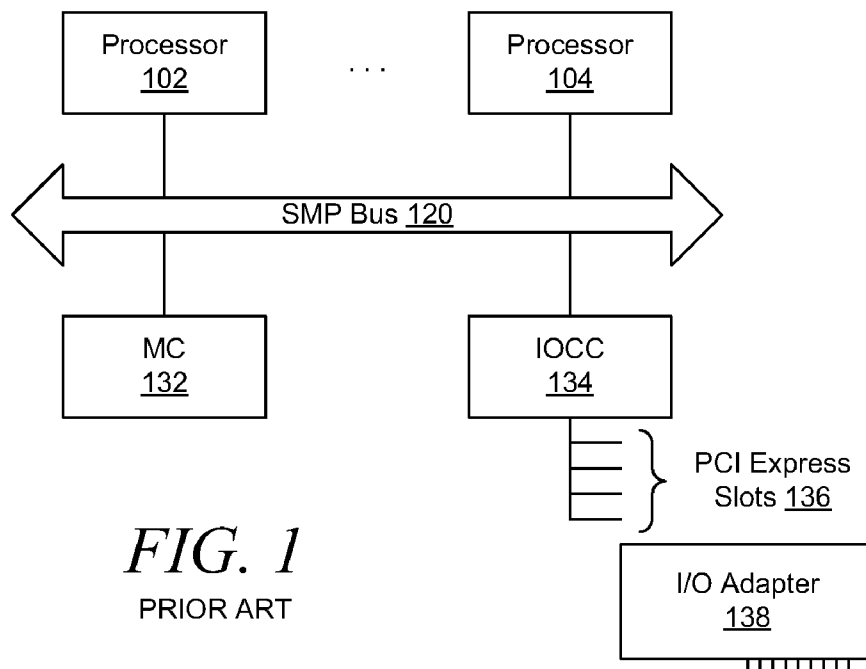 Processor
102
. . .
Processor
104
SMP Bus 120
MC
132
IOCC
134
PCI Express
Slots 136
FIG. 1
PRIOR ART
I/O Adapter
138